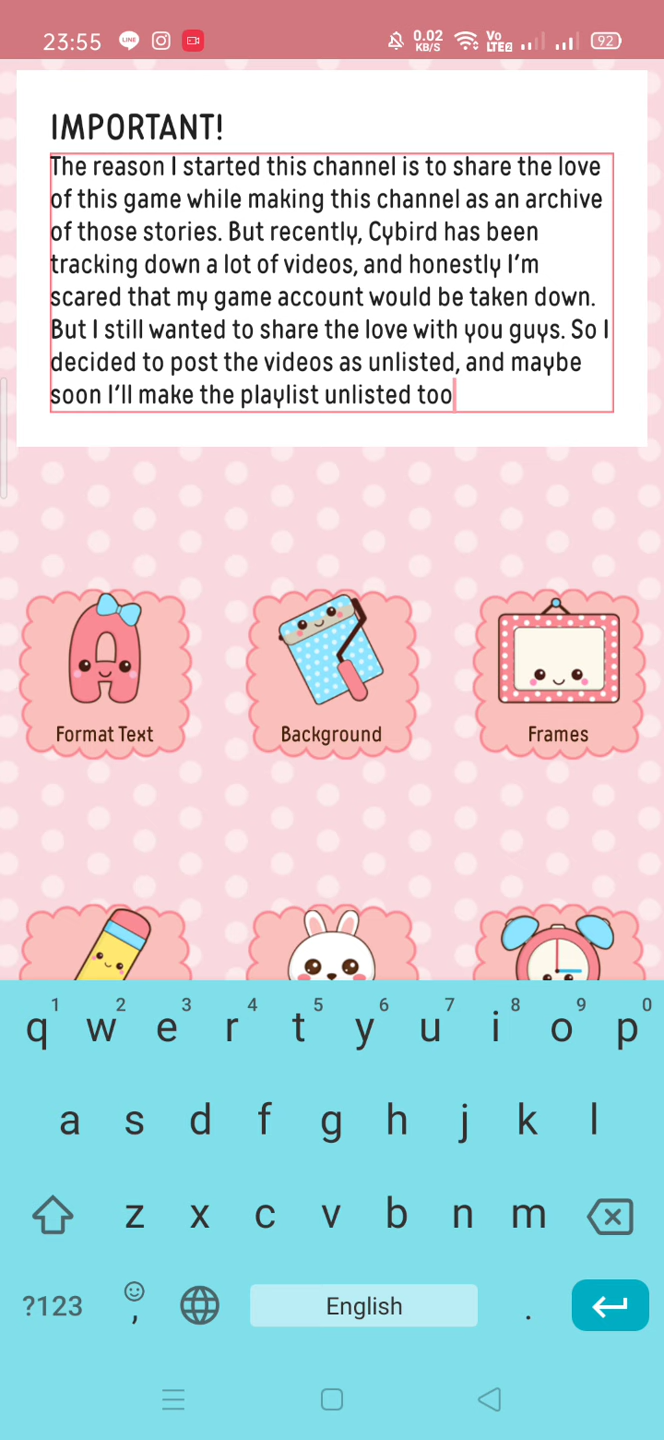 23:55
LINE
0.02
KB/S
Vo
LTE2
92
IMPORTANT!
The reason I started this channel is to share the love
of this game while making this channel as an archive
of those stories. But recently, Cybird has been
tracking down a lot of videos, and honestly I'm
scared that my game account would be taken down.
But I still wanted to share the love with you guys. So I
decided to post the videos as unlisted, and maybe
soon I'll make the playlist unlisted too
Format Text
Background
Frames
1 2 3 4 5 6 7 8 9 0
q w e r t y u i o p
a s d f g h j k l
z x c v b n m
?123 , English .